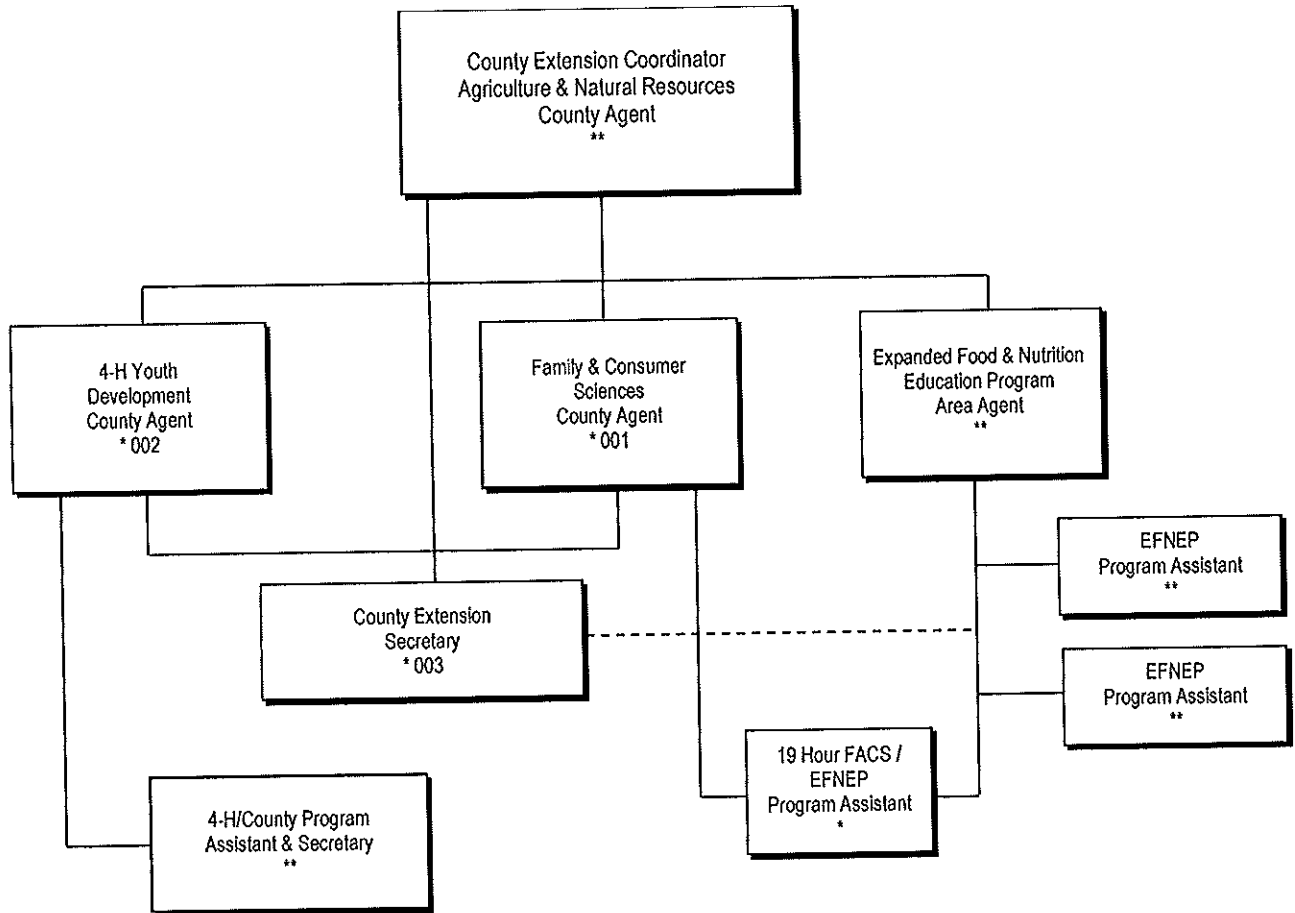 County Extension Coordinator
Agriculture & Natural Resources
County Agent
**
4-H Youth
Development
County Agent
* 002
Family & Consumer
Sciences
County Agent
* 001
Expanded Food & Nutrition
Education Program
Area Agent
**
EFNEP
Program Assistant
**
County Extension
Secretary
* 003
EFNEP
Program Assistant
**
19 Hour FACS /
EFNEP
Program Assistant
*
4-H/County Program
Assistant & Secretary
**